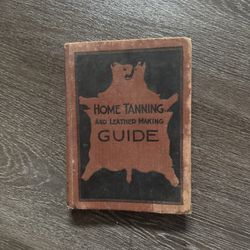 HOME TANNING
AND LEATHER MAKING
GUIDE